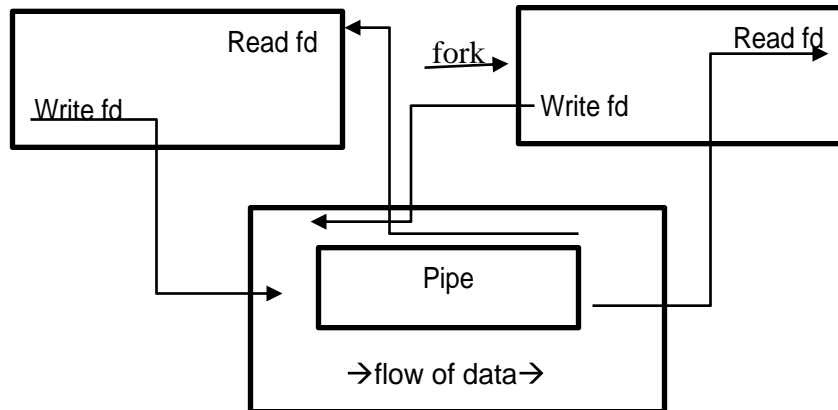 Read fd
Write fd
fork
Read fd
Write fd
Pipe
→flow of data→